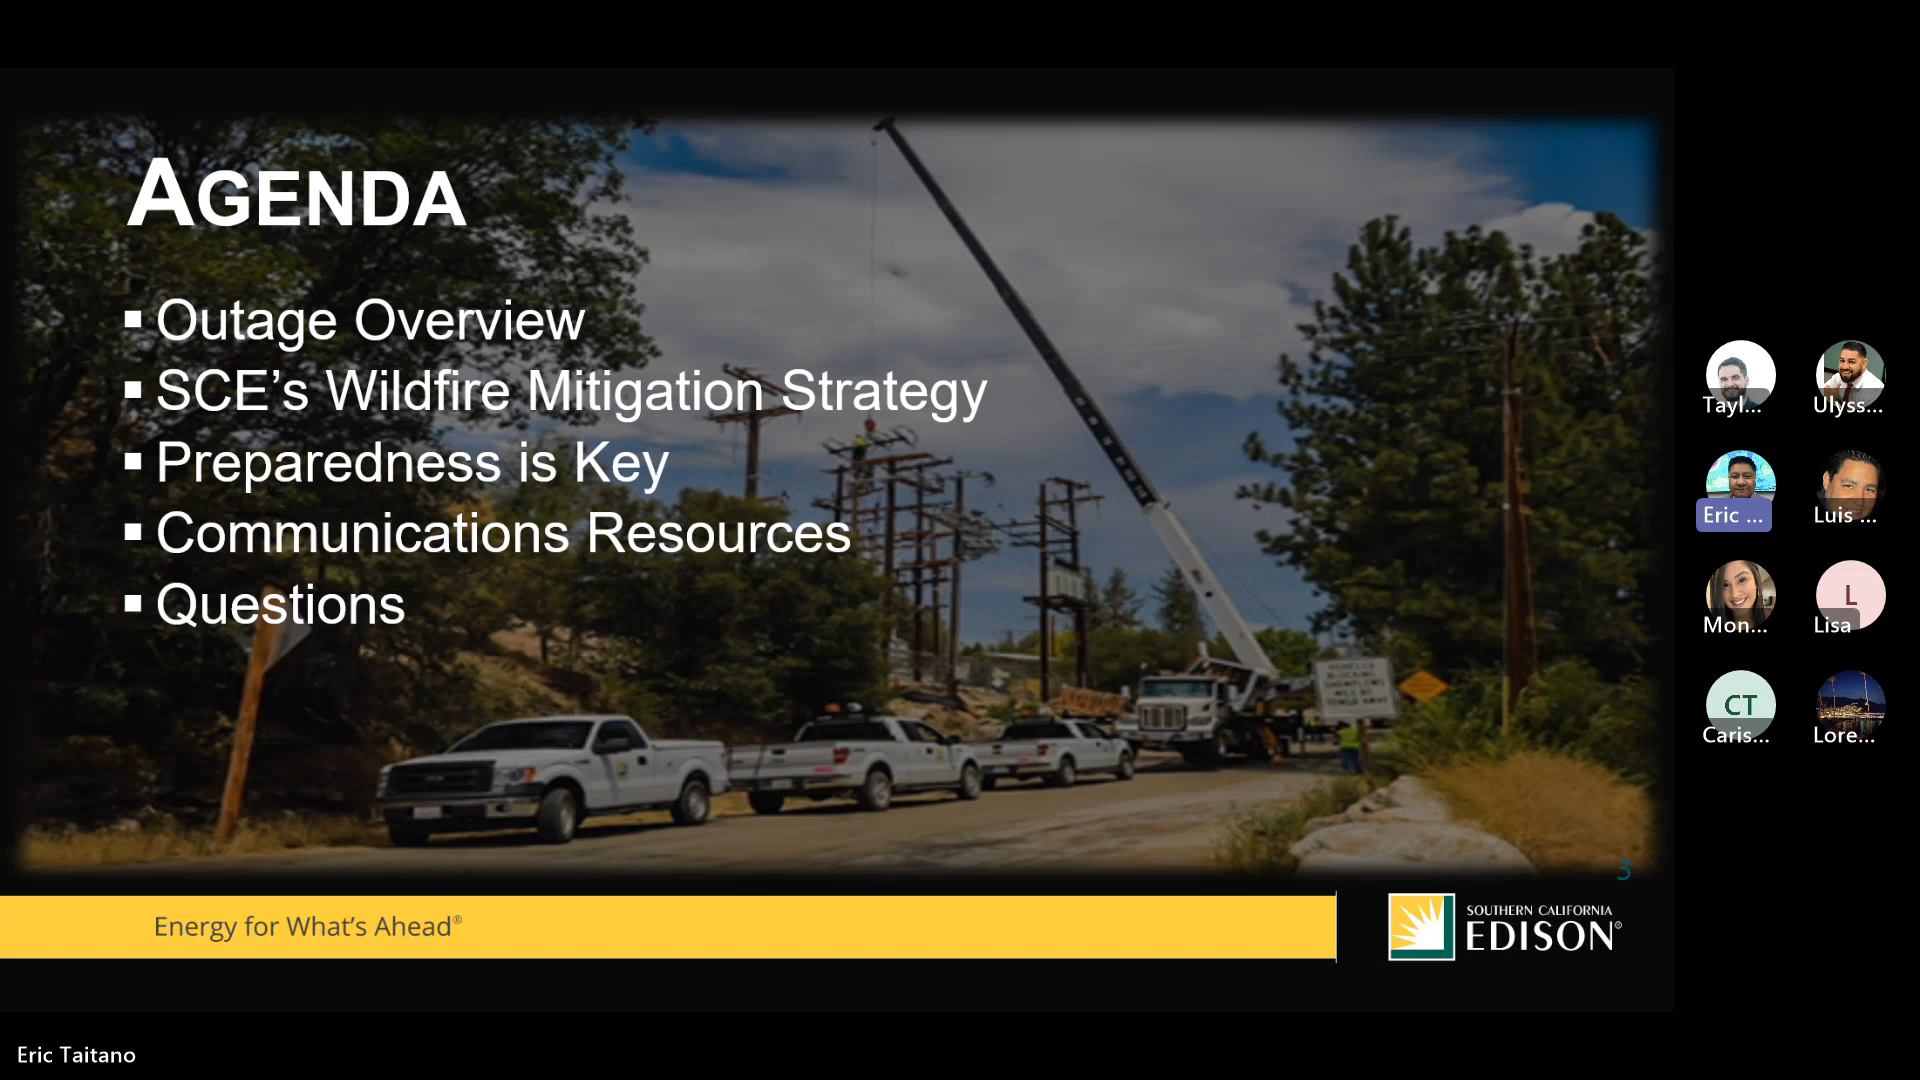 AGENDA
▪ Outage Overview
▪ SCE’s Wildfire Mitigation Strategy
▪ Preparedness is Key
▪ Communications Resources
▪ Questions
3
Energy for What’s Ahead®
SOUTHERN CALIFORNIA
EDISON®
Tayl...
Ulyss...
Eric ...
Luis ...
Mon...
L
Lisa
CT
Caris...
Lore...
Eric Taitano